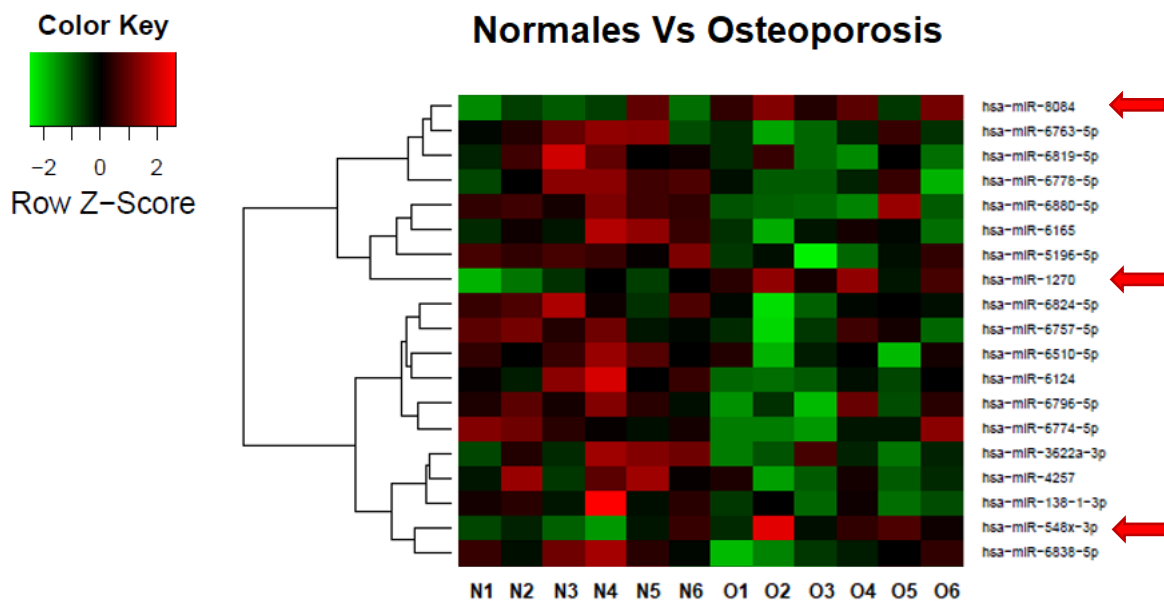 Color Key
Normales Vs Osteoporosis
−2 0 2
Row Z−Score
hsa−miR−8084
hsa−miR−6763−5p
hsa−miR−6819−5p
hsa−miR−6778−5p
hsa−miR−6880−5p
hsa−miR−6165
hsa−miR−5196−5p
hsa−miR−1270
hsa−miR−6824−5p
hsa−miR−6757−5p
hsa−miR−6510−5p
hsa−miR−6124
hsa−miR−6796−5p
hsa−miR−6774−5p
hsa−miR−3622a−3p
hsa−miR−4257
hsa−miR−138−1−3p
hsa−miR−548x−3p
hsa−miR−6838−5p
N1 N2 N3 N4 N5 N6 O1 O2 O3 O4 O5 O6